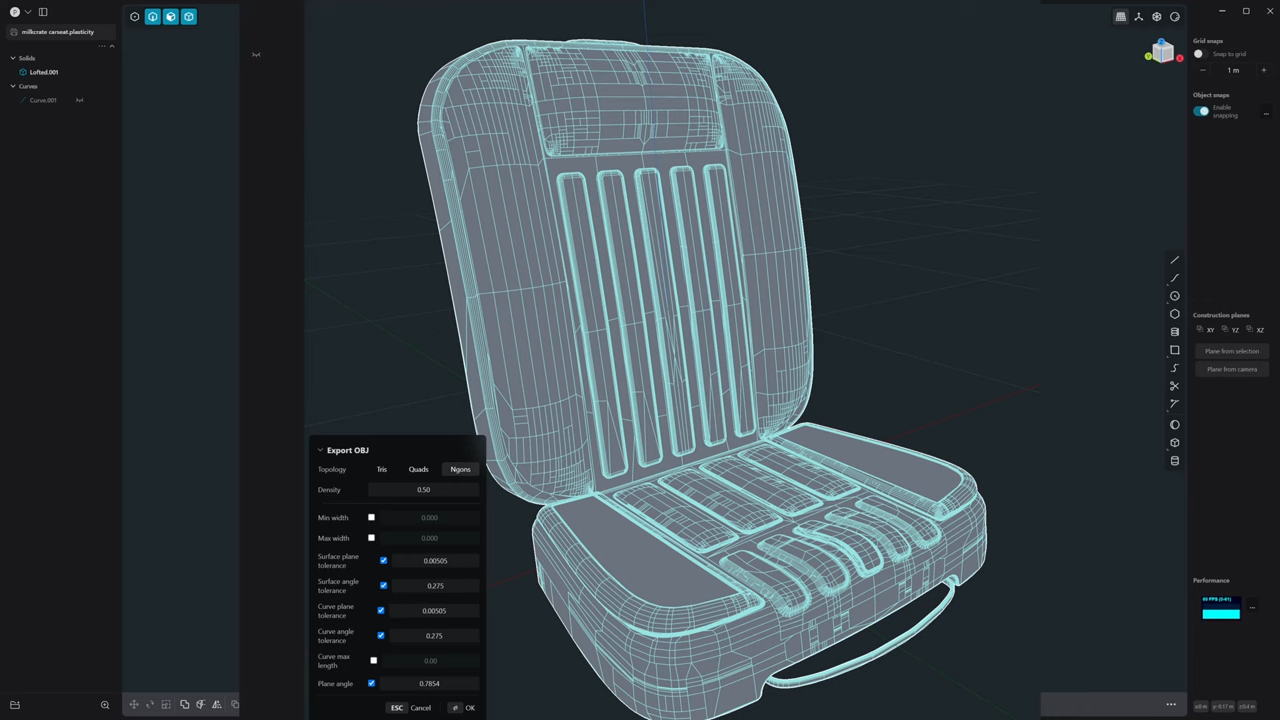 P
milkcrate carseat.plasticity
...
Solids
Lofted.001
Curves
Curve.001
Export OBJ
Topology Tris Quads Ngons
Density 0.50
Min width 0.000
Max width 0.000
Surface plane tolerance 0.00505
Surface angle tolerance 0.275
Curve plane tolerance 0.00505
Curve angle tolerance 0.275
Curve max length 0.00
Plane angle 0.7854
ESC Cancel OK
Grid snaps
Snap to grid
1 m
Object snaps
Enable snapping
...
Construction planes
XY YZ XZ
Plane from selection
Plane from camera
Performance
...